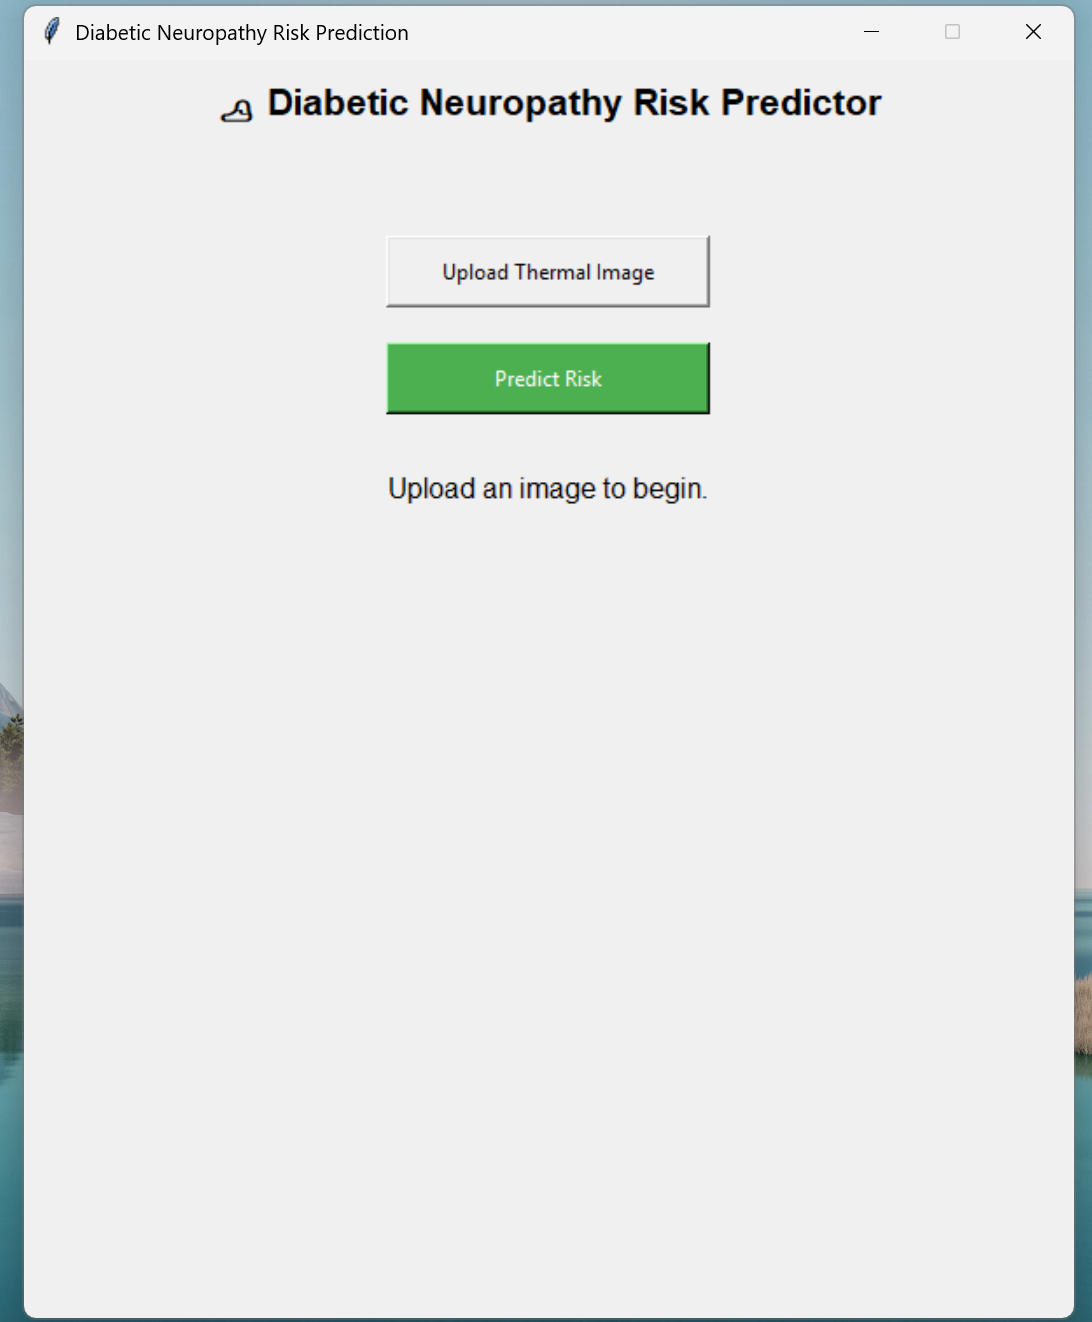 Diabetic Neuropathy Risk Prediction
Diabetic Neuropathy Risk Predictor
Upload Thermal Image
Predict Risk
Upload an image to begin.